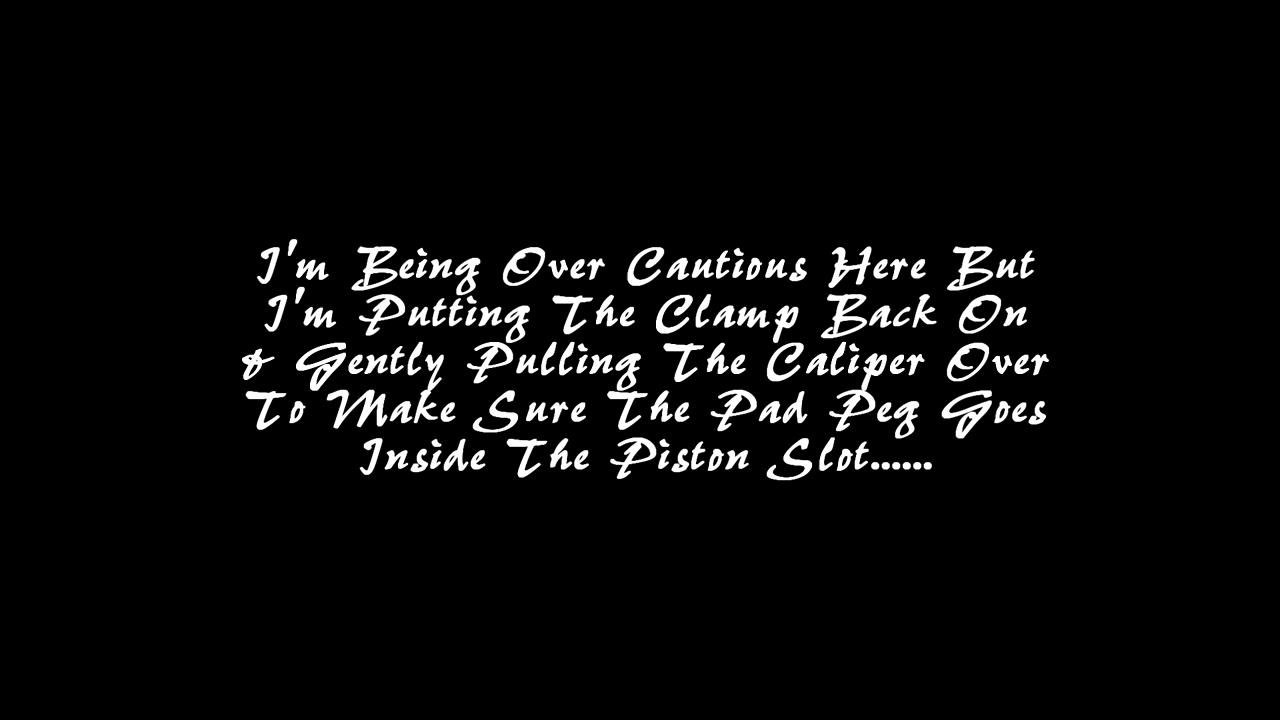 I'm Being Over Cautious Here But
I'm Putting The Clamp Back On
& Gently Pulling The Caliper Over
To Make Sure The Pad Peg Goes
Inside The Piston Slot......